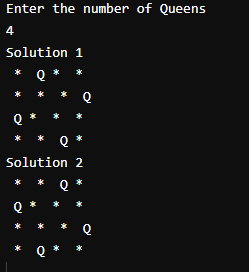 Enter the number of Queens
4
Solution 1
* Q * *
* * * Q
Q * * *
* * Q *
Solution 2
* * Q *
Q * * *
* * * Q
* Q * *